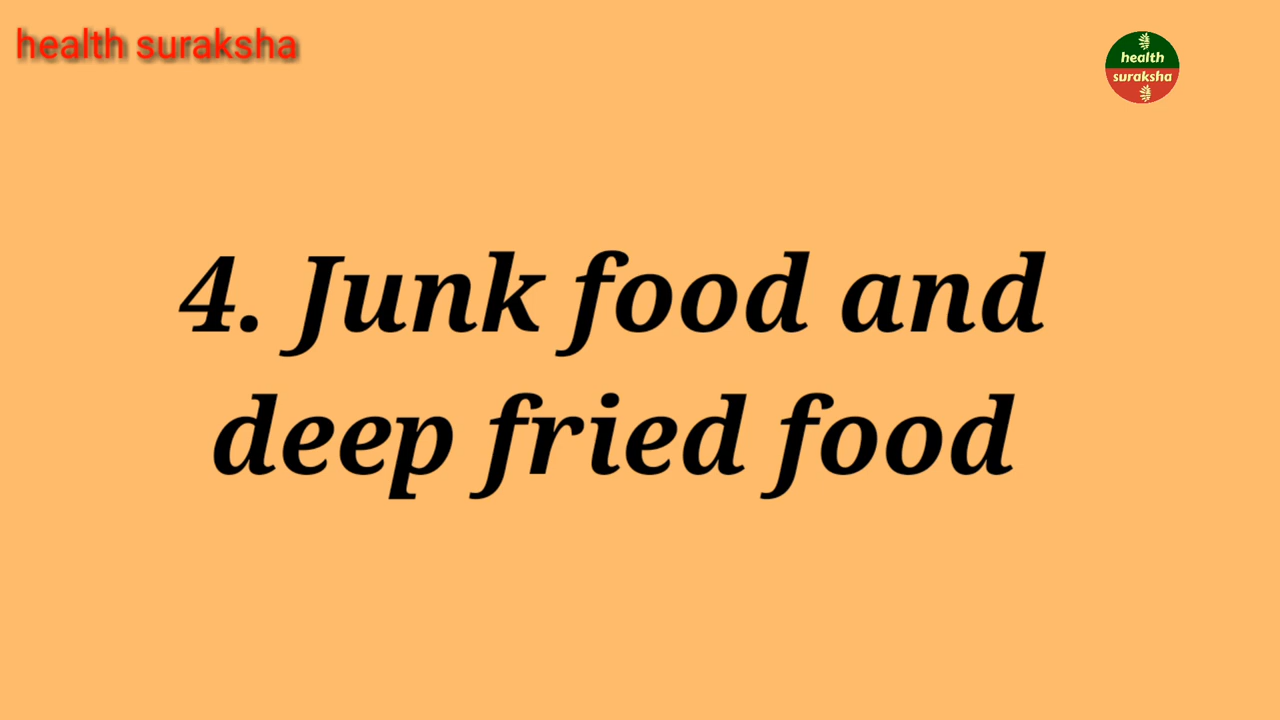 health suraksha
health
suraksha
4. Junk food and
deep fried food